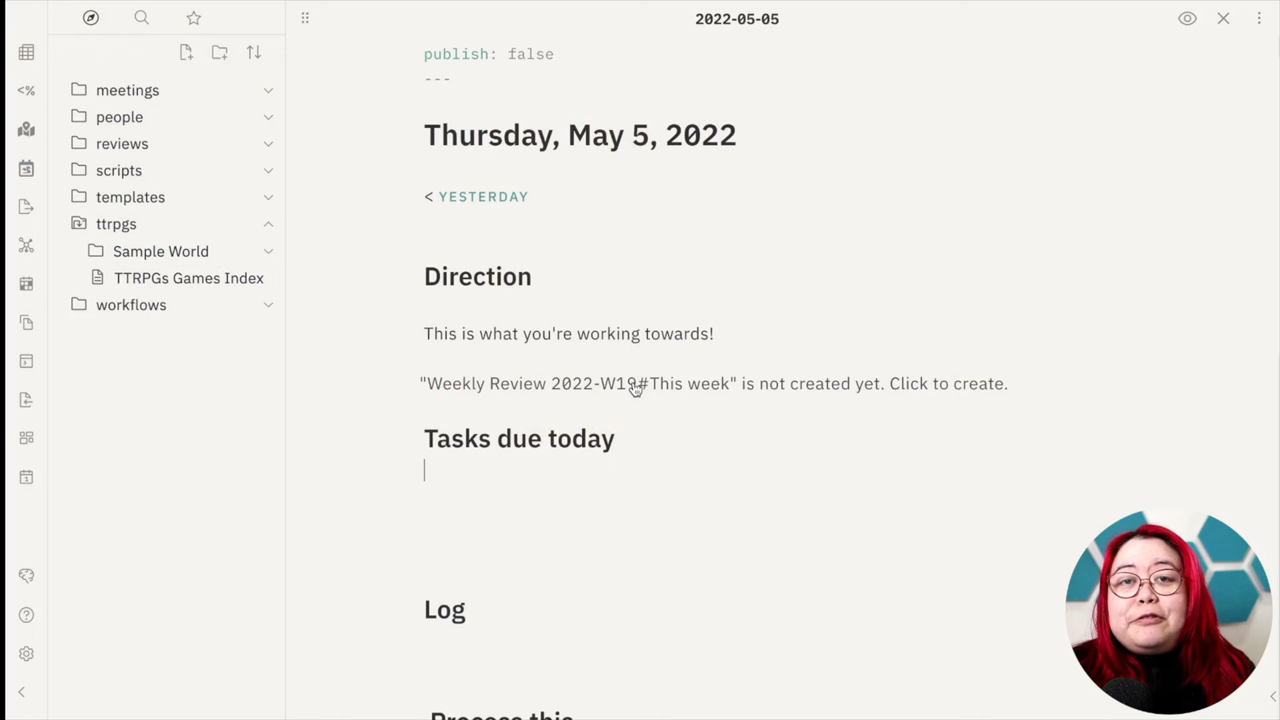 2022-05-05
<%
meetings
people
reviews
scripts
templates
ttrpgs
Sample World
TTRPGs Games Index
workflows
publish: false
---
Thursday, May 5, 2022
< YESTERDAY
Direction
This is what you're working towards!
"Weekly Review 2022-W19#This week" is not created yet. Click to create.
Tasks due today
Log
Process this